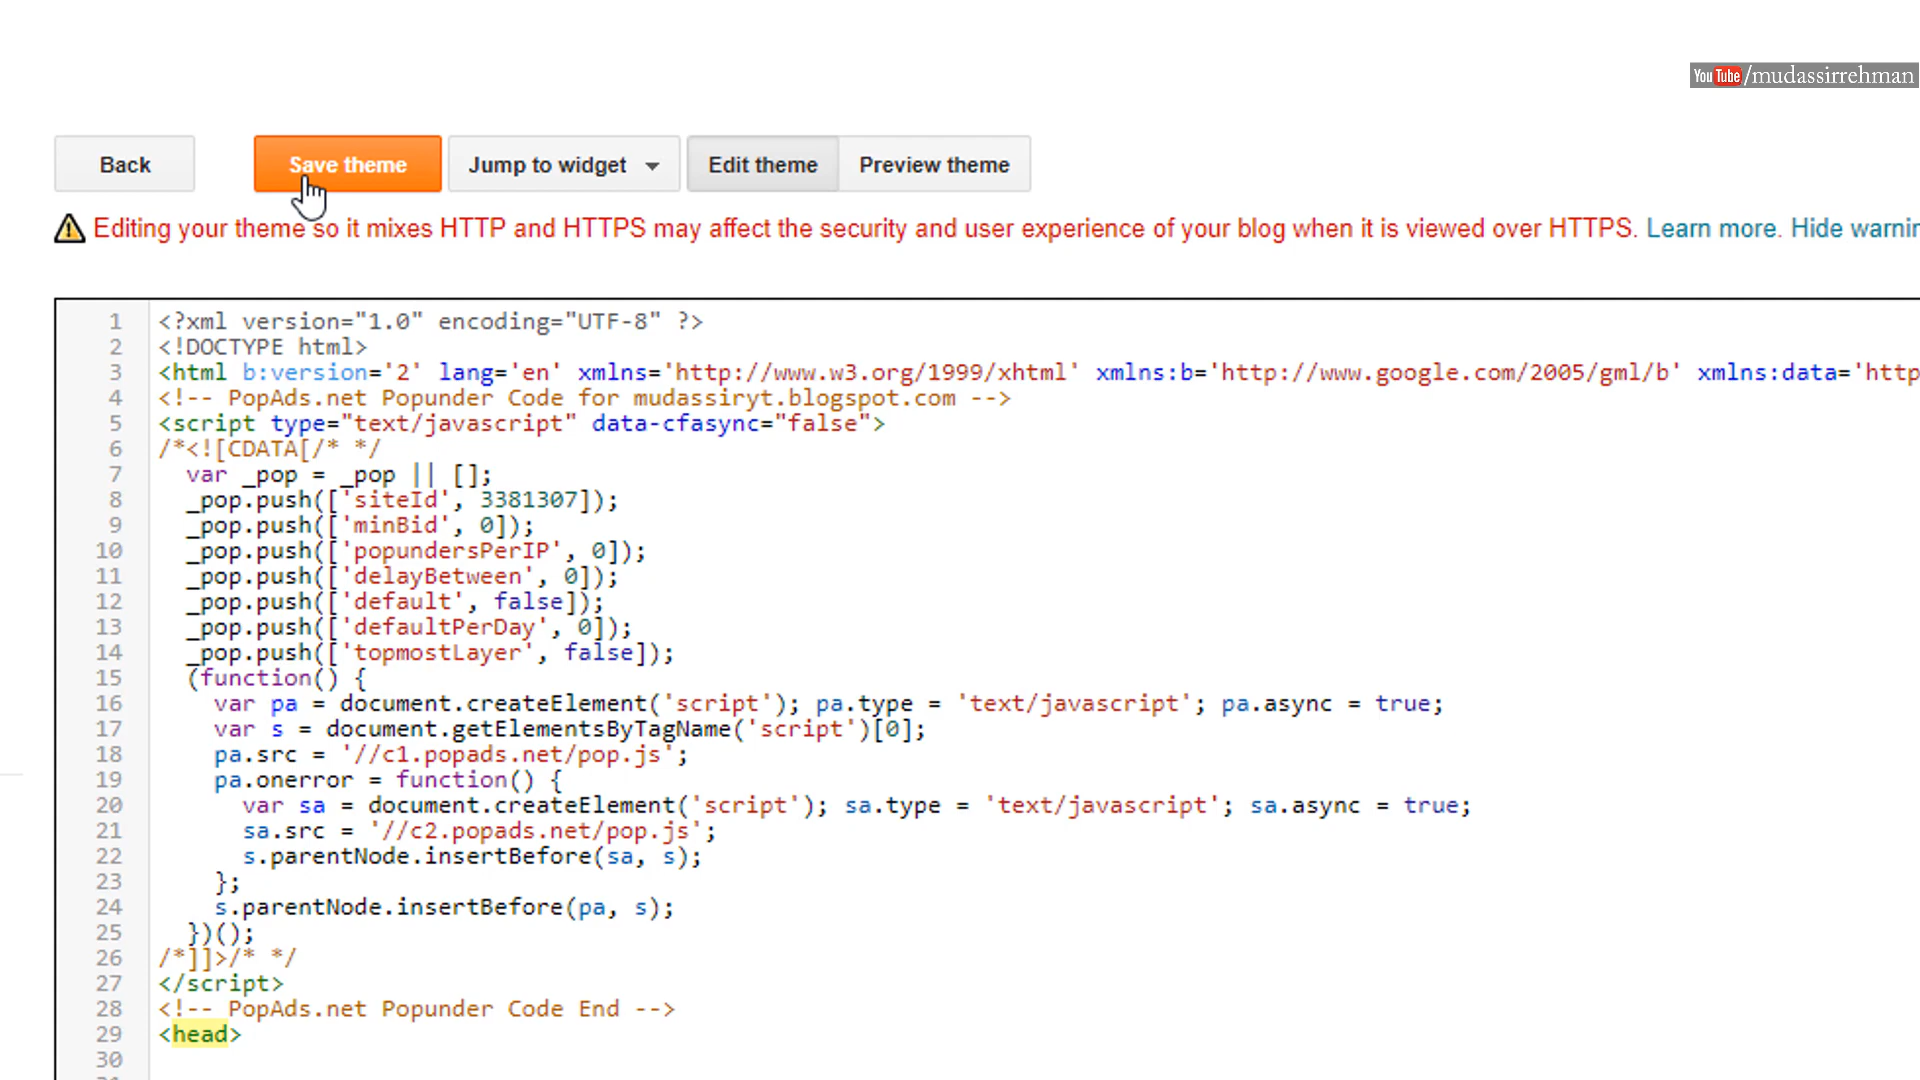 YouTube/mudassirrehman
Back Save theme Jump to widget Edit theme Preview theme
Editing your theme so it mixes HTTP and HTTPS may affect the security and user experience of your blog when it is viewed over HTTPS. Learn more. Hide warnin
1 <?xml version="1.0" encoding="UTF-8" ?>
2 <!DOCTYPE html>
3 <html b:version='2' lang='en' xmlns='http://www.w3.org/1999/xhtml' xmlns:b='http://www.google.com/2005/gml/b' xmlns:data='http
4 <!-- PopAds.net Popunder Code for mudassiryt.blogspot.com -->
5 <script type="text/javascript" data-cfasync="false">
6 /*<![CDATA[/* */
7 var _pop = _pop || [];
8 _pop.push(['siteId', 3381307]);
9 _pop.push(['minBid', 0]);
10 _pop.push(['popundersPerIP', 0]);
11 _pop.push(['delayBetween', 0]);
12 _pop.push(['default', false]);
13 _pop.push(['defaultPerDay', 0]);
14 _pop.push(['topmostLayer', false]);
15 (function() {
16 var pa = document.createElement('script'); pa.type = 'text/javascript'; pa.async = true;
17 var s = document.getElementsByTagName('script')[0];
18 pa.src = '//c1.popads.net/pop.js';
19 pa.onerror = function() {
20 var sa = document.createElement('script'); sa.type = 'text/javascript'; sa.async = true;
21 sa.src = '//c2.popads.net/pop.js';
22 s.parentNode.insertBefore(sa, s);
23 };
24 s.parentNode.insertBefore(pa, s);
25 })();
26 /*]]>/* */
27 </script>
28 <!-- PopAds.net Popunder Code End -->
29 <head>
30